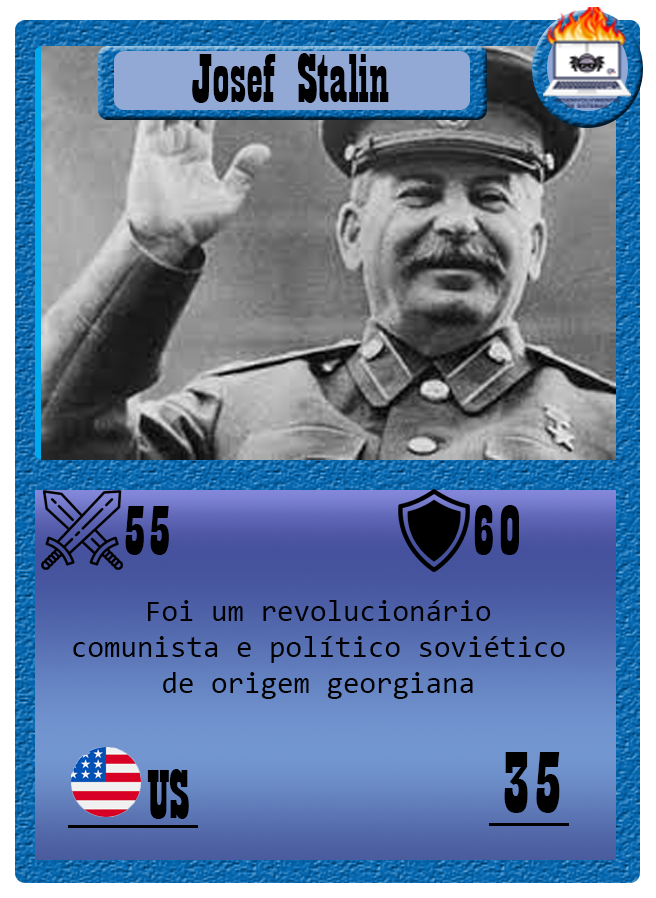 Josef Stalin
55
60
Foi um revolucionário
comunista e político soviético
de origem georgiana
US
35